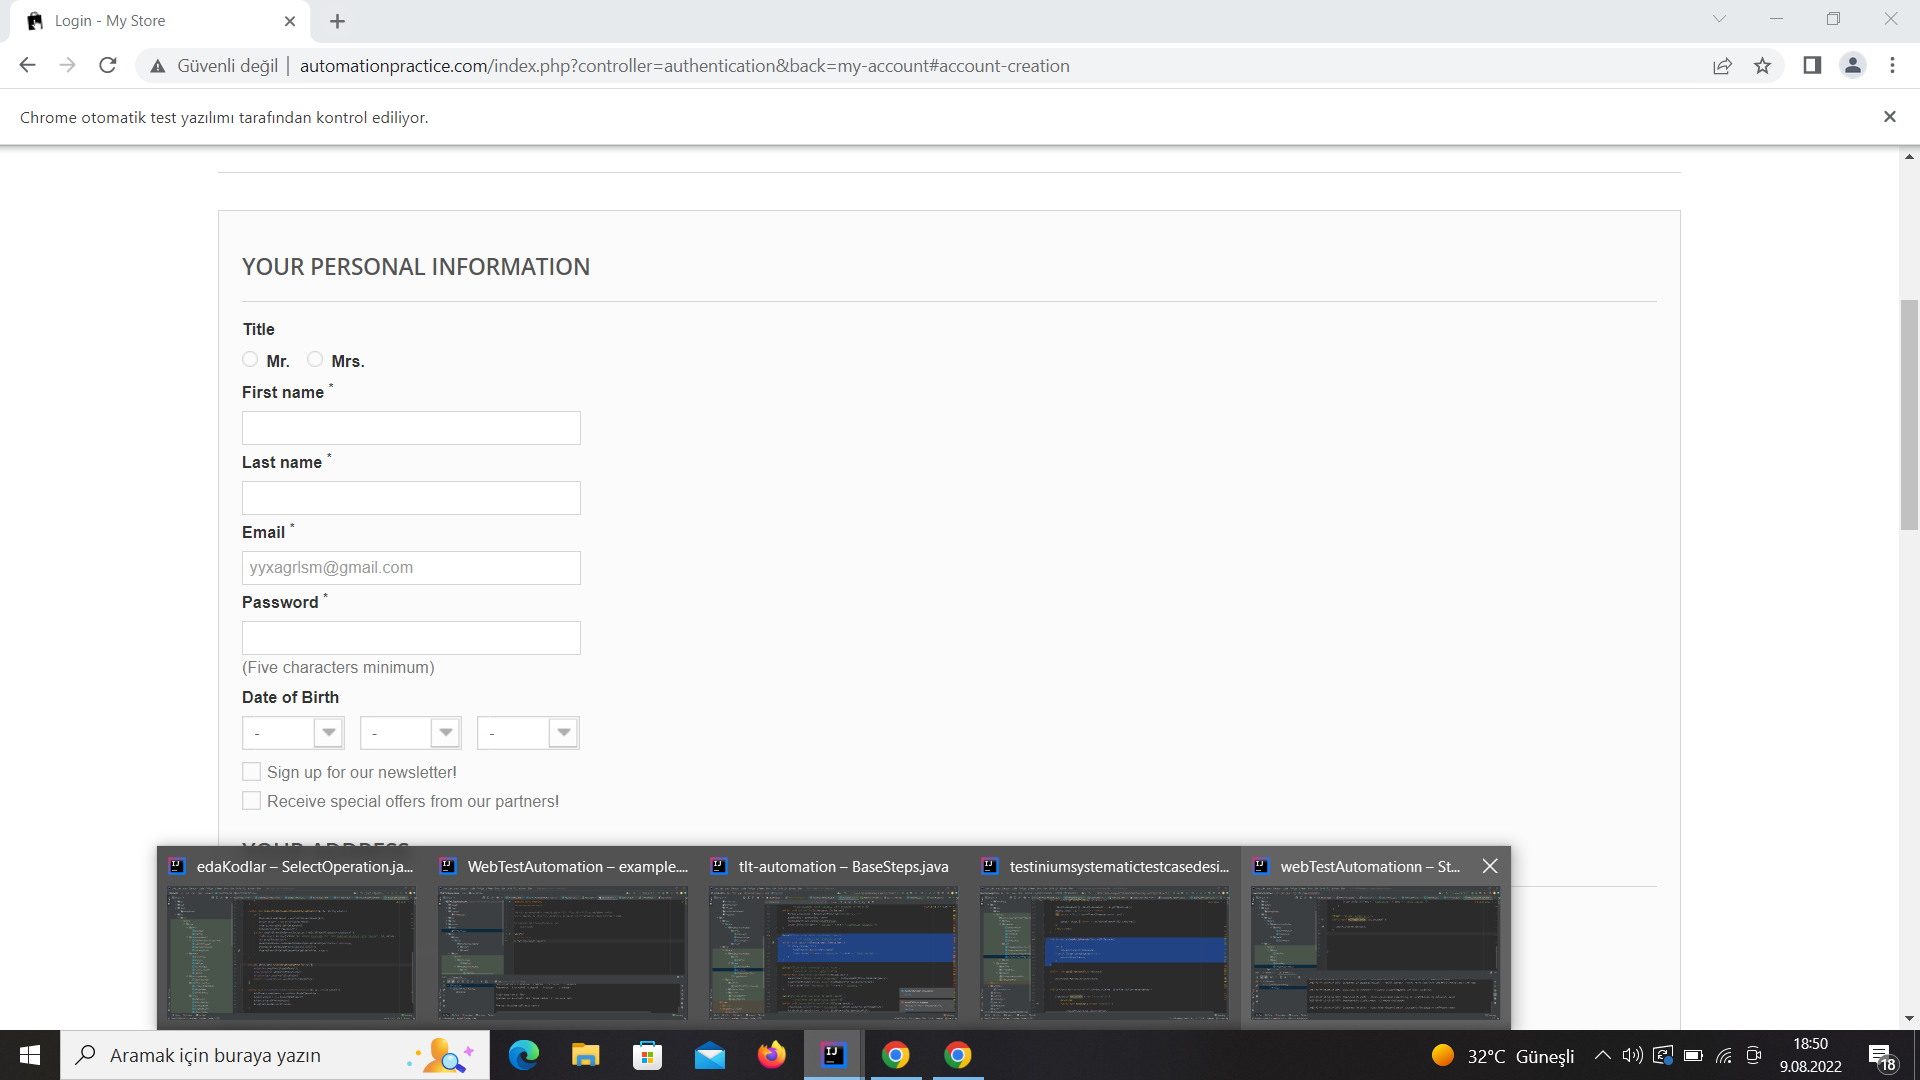 Login - My Store
Güvenli değil | automationpractice.com/index.php?controller=authentication&back=my-account#account-creation
Chrome otomatik test yazılımı tarafından kontrol ediliyor.
YOUR PERSONAL INFORMATION
Title
Mr. Mrs.
First name *
Last name *
Email *
yyxagrlsm@gmail.com
Password *
(Five characters minimum)
Date of Birth
- - -
Sign up for our newsletter!
Receive special offers from our partners!
YOUR ADDRESS
edaKodlar – SelectOperation.ja... WebTestAutomation – example.... tlt-automation – BaseSteps.java testiniumsystematictestcasedesi... webTestAutomationn – St...
Aramak için buraya yazın
32°C Güneşli
18:50
9.08.2022
18